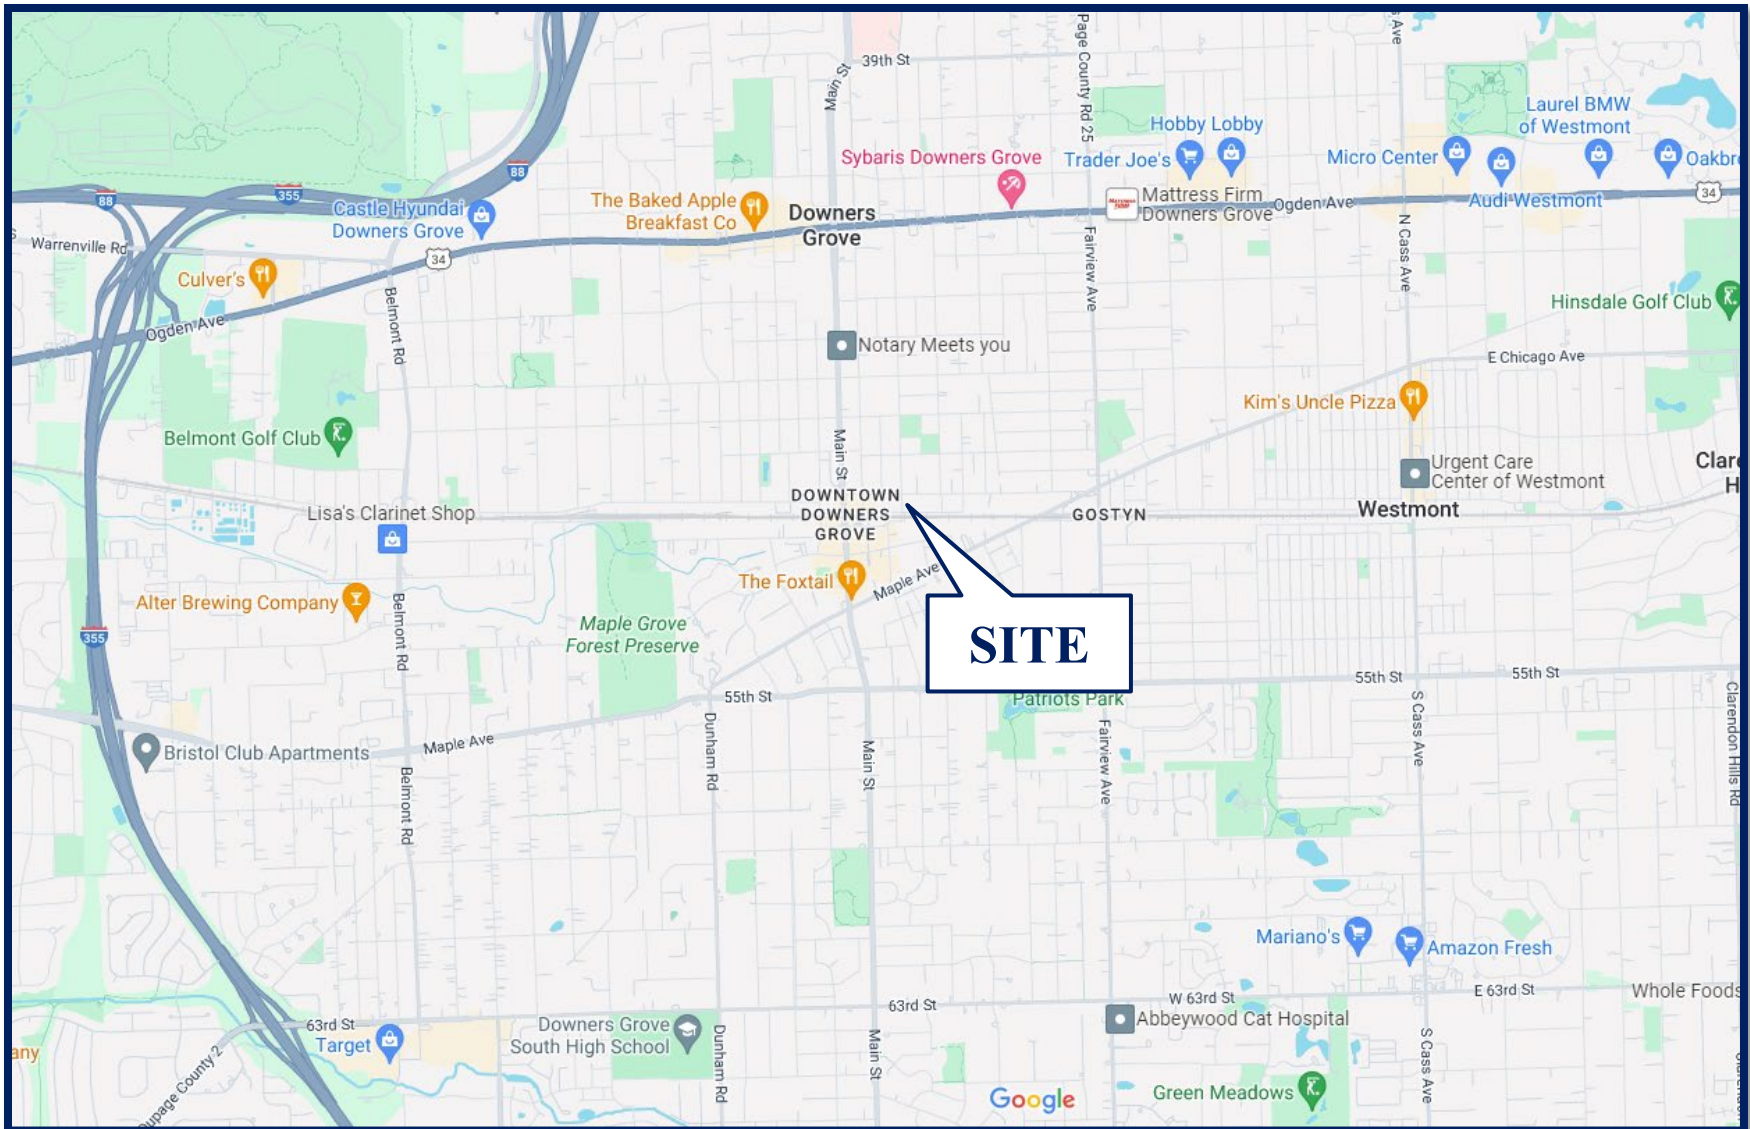 39th St
Main St
Page County Rd 25
s Ave
Laurel BMW
of Westmont
Hobby Lobby
Trader Joe's
Micro Center
Oakbro
Sybaris Downers Grove
88
88
355
Castle Hyundai
Downers Grove
The Baked Apple
Breakfast Co
Downers
Grove
Mattress Firm
Downers Grove
Ogden Ave
Audi Westmont
34
s
Warrenville Rd
34
Culver's
Ogden Ave
Belmont Rd
Fairview Ave
N Cass Ave
Hinsdale Golf Club
Notary Meets you
E Chicago Ave
Kim's Uncle Pizza
Belmont Golf Club
Main St
Urgent Care
Center of Westmont
Clare
H
Lisa's Clarinet Shop
DOWNTOWN
DOWNERS
GROVE
GOSTYN
Westmont
The Foxtail
Maple Ave
Alter Brewing Company
Belmont Rd
Maple Grove
Forest Preserve
355
SITE
55th St
55th St
55th St
Patriots Park
Dunham Rd
Main St
Fairview Ave
S Cass Ave
Clarendon Hills Rd
Maple Ave
Bristol Club Apartments
Belmont Rd
Mariano's
Amazon Fresh
63rd St
W 63rd St
E 63rd St
Whole Foods
63rd St
Target
Downers Grove
South High School
Dunham Rd
Main St
Abbeywood Cat Hospital
S Cass Ave
any
Dupage County 2
Google
Green Meadows